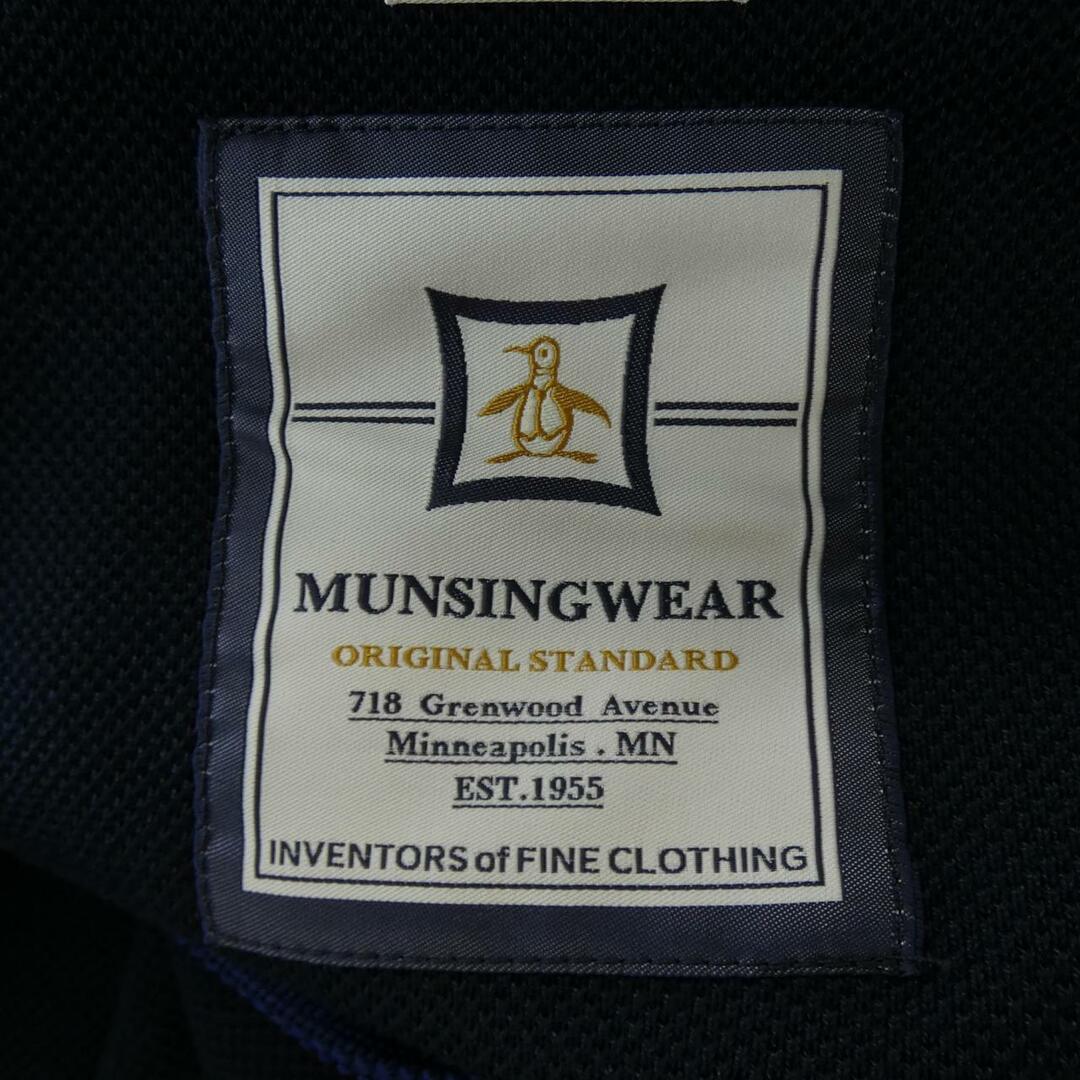 MUNSINGWEAR
ORIGINAL STANDARD
718 Grenwood Avenue
Minneapolis . MN
EST.1955
INVENTORS of FINE CLOTHING